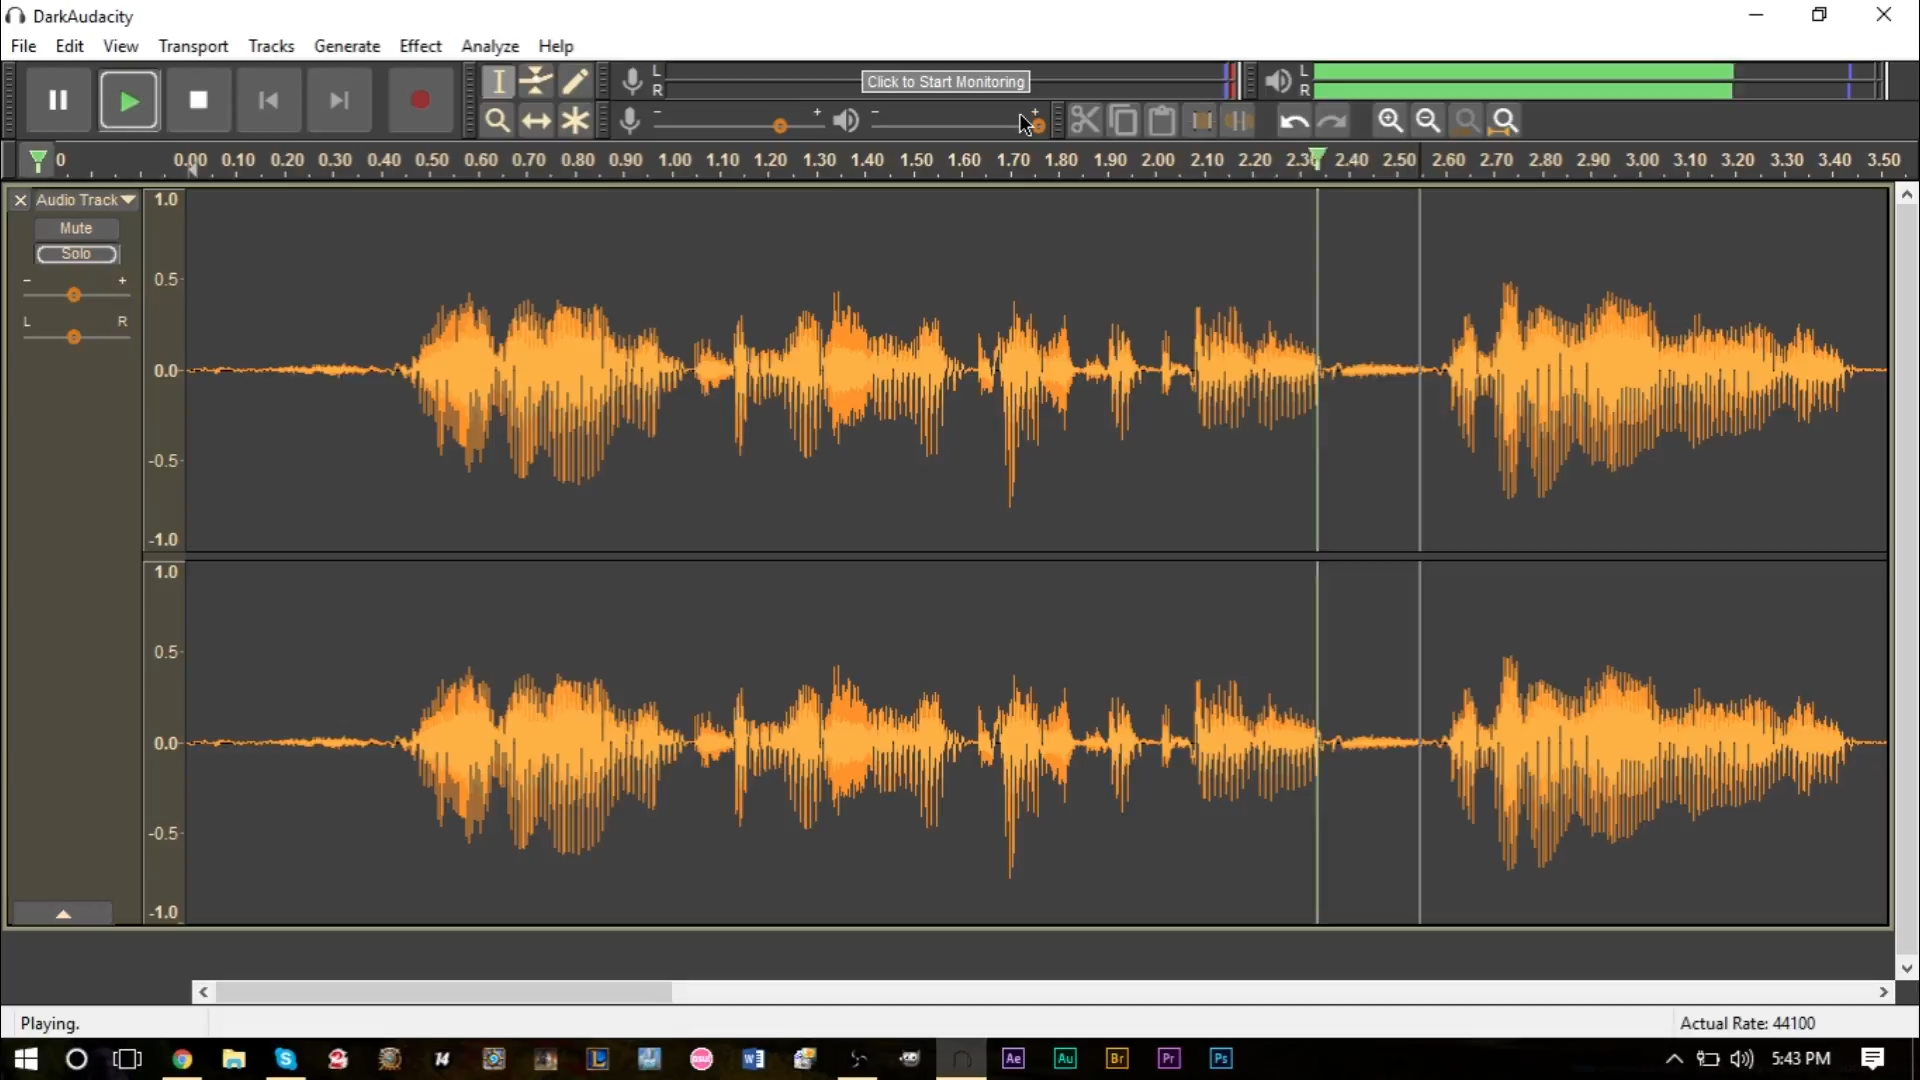 DarkAudacity
File Edit View Transport Tracks Generate Effect Analyze Help
L
R
Click to Start Monitoring
L
R
- + - +
0 0.00 0.10 0.20 0.30 0.40 0.50 0.60 0.70 0.80 0.90 1.00 1.10 1.20 1.30 1.40 1.50 1.60 1.70 1.80 1.90 2.00 2.10 2.20 2.30 2.40 2.50 2.60 2.70 2.80 2.90 3.00 3.10 3.20 3.30 3.40 3.50
Audio Track
Mute
Solo
- +
L R
1.0
0.5
0.0
-0.5
-1.0
1.0
0.5
0.0
-0.5
-1.0
Playing.
Actual Rate: 44100
14
L
osu!
W
Ae
Au
Br
Pr
Ps
5:43 PM